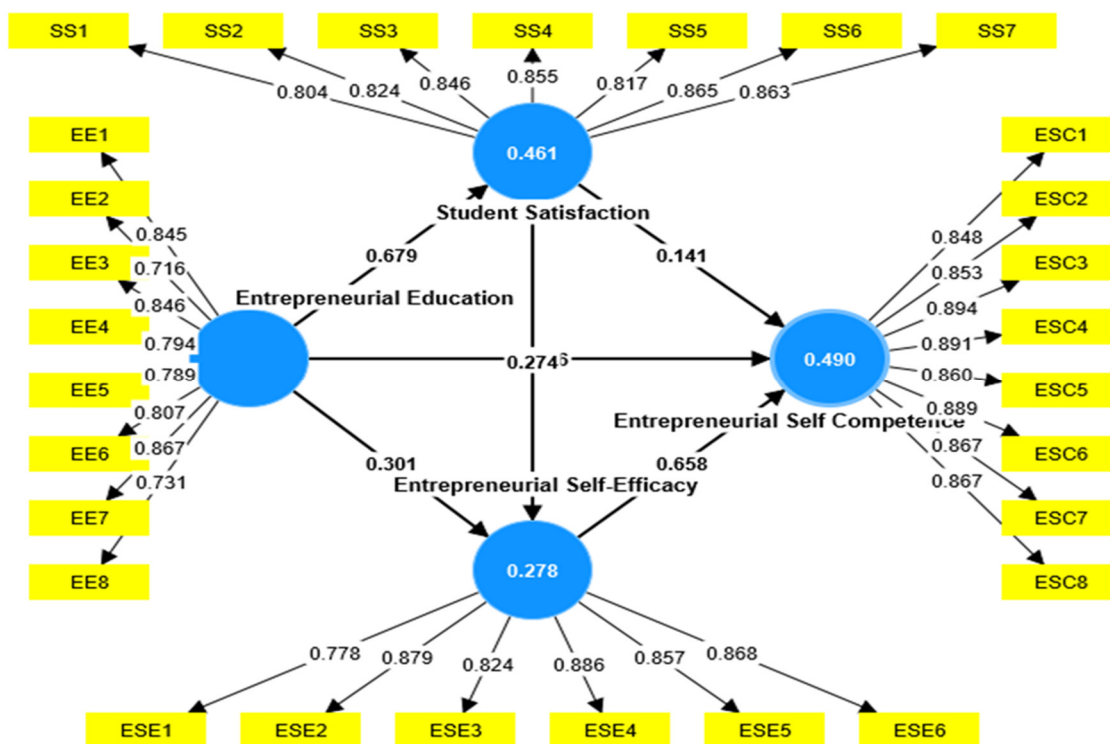 SS1 SS2 SS3 SS4 SS5 SS6 SS7
0.804 0.824 0.846 0.855 0.817 0.865 0.863
EE1
EE2
EE3
EE4
EE5
EE6
EE7
EE8
0.845
0.716
0.846
0.794
0.789
0.807
0.867
0.731
0.461
Student Satisfaction
0.679
0.141
Entrepreneurial Education
0.274
0.490
Entrepreneurial Self Competence
0.301
0.658
Entrepreneurial Self-Efficacy
0.278
ESC1
ESC2
ESC3
ESC4
ESC5
ESC6
ESC7
ESC8
0.848
0.853
0.894
0.891
0.860
0.889
0.867
0.867
0.778 0.879 0.824 0.886 0.857 0.868
ESE1 ESE2 ESE3 ESE4 ESE5 ESE6